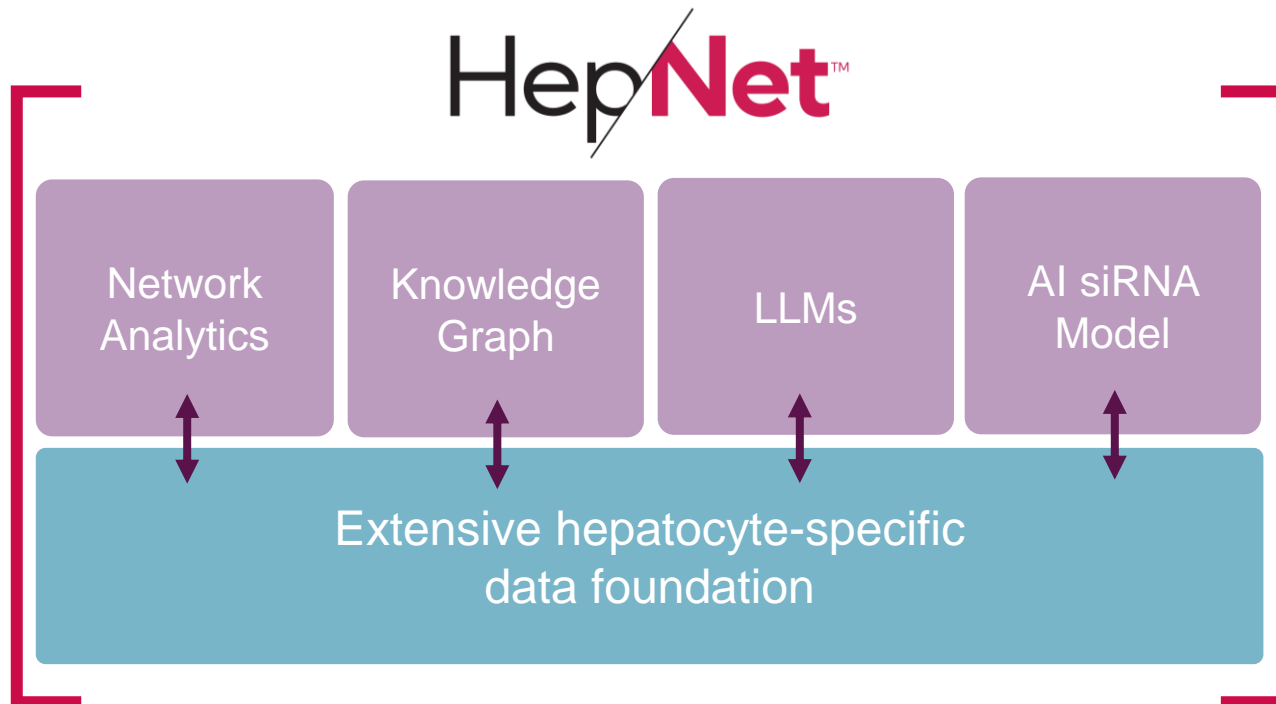 HepNet™
Network
Analytics
Knowledge
Graph
LLMs
AI siRNA
Model
Extensive hepatocyte-specific
data foundation